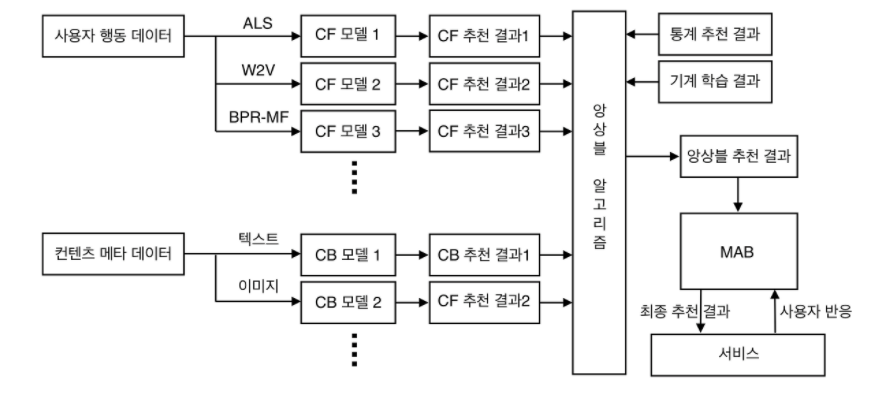 사용자 행동 데이터
ALS
CF 모델 1
CF 추천 결과1
W2V
CF 모델 2
CF 추천 결과2
BPR-MF
CF 모델 3
CF 추천 결과3
컨텐츠 메타 데이터
텍스트
CB 모델 1
CB 추천 결과1
이미지
CB 모델 2
CF 추천 결과2
앙상블 알고리즘
통계 추천 결과
기계 학습 결과
앙상블 추천 결과
MAB
최종 추천 결과
사용자 반응
서비스